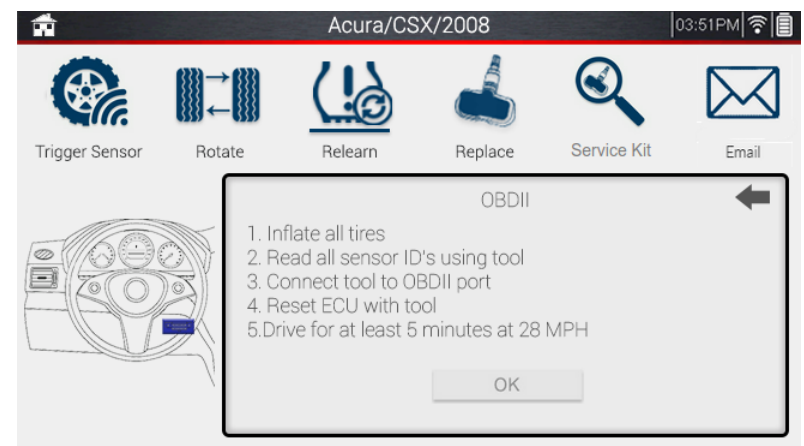 Acura/CSX/2008
03:51PM
Trigger Sensor
Rotate
Relearn
Replace
Service Kit
Email
OBDII
1. Inflate all tires
2. Read all sensor ID's using tool
3. Connect tool to OBDII port
4. Reset ECU with tool
5.Drive for at least 5 minutes at 28 MPH
OK